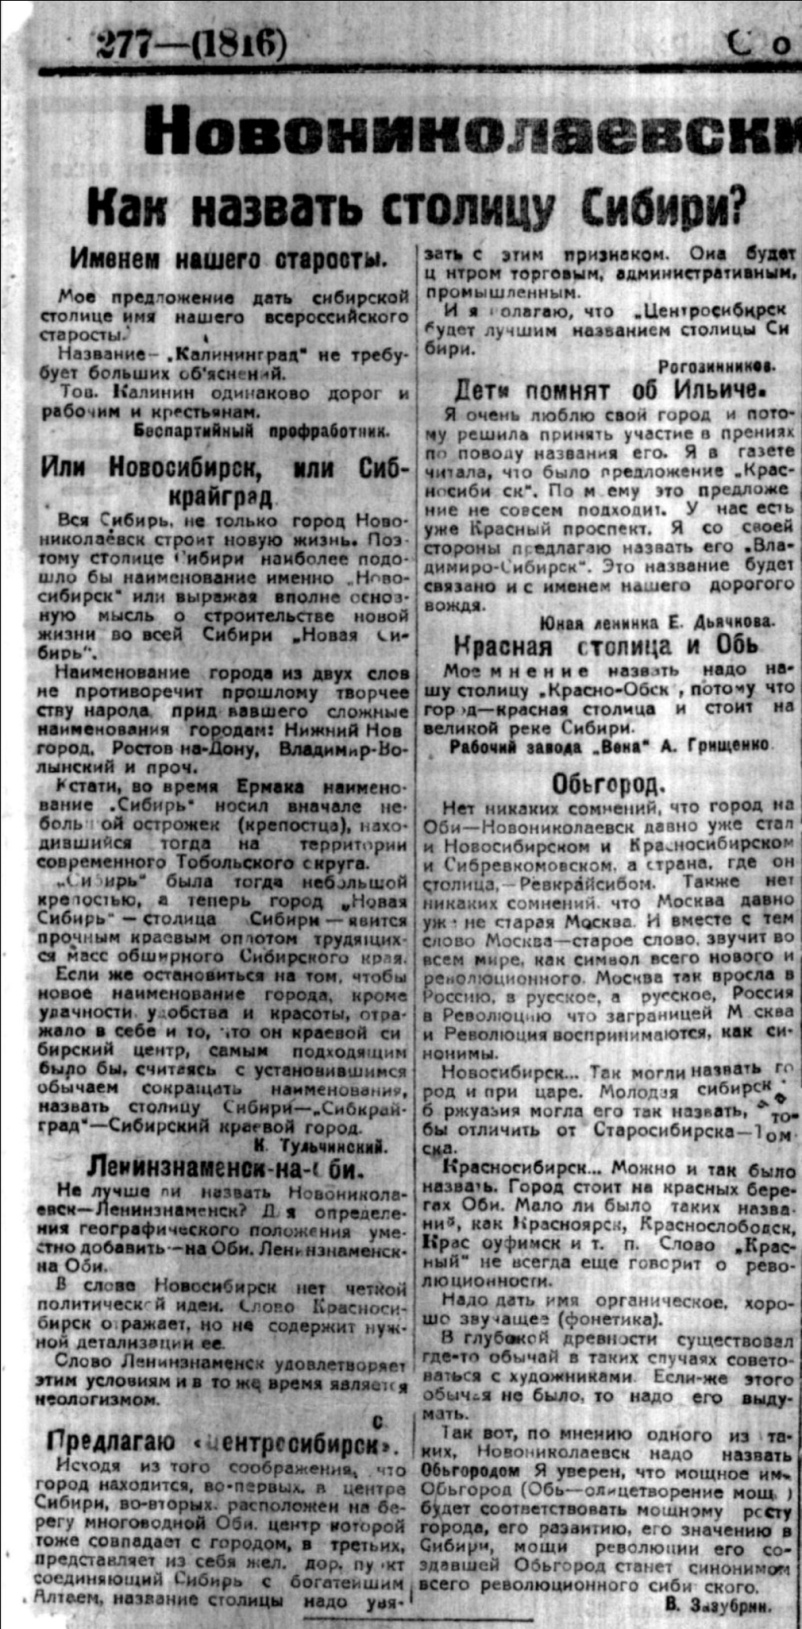 277—(1816)
Со
Новониколаевски
Как назвать столицу Сибири?
Именем нашего старосты.
Мое предложение дать сибирской
столице имя нашего всероссийского
старосты.
Название— „Калининград" не требу-
бует больших об'яснений.
Тов. Калинин одинаково дорог и
рабочим и крестьянам.
Беспартийный профработник.
Или Новосибирск, или Сиб-
крайград
Вся Сибирь, не только город Ново-
николаевск строит новую жизнь. Поэ-
тому столице Сибири наиболее подо-
шло бы наименование именно „Ново-
сибирск" или выражая вполне основ-
ную мысль о строительстве новой
жизни во всей Сибири „Новая Си-
бирь".
Наименование города из двух слов
не противоречит прошлому творчее
ству народа, прид вавшего сложные
наименования городам: Нижний Нов
город, Ростов на-Дону, Владимир-Во-
лынский и проч.
Кстати, во время Ермака наимено-
вание „Сибирь" носил вначале не-
боль ой острожек (крепостца), нахо-
дившийся тогда на территории
современного Тобольского округа.
„Сибирь" была тогда небольшой
крепостью, а теперь город „Новая
Сибирь" — столица Сибири — явится
прочным краевым оплотом трудящих-
ся масс обширного Сибирского края.
Если же остановиться на том, чтобы
новое наименование города, кроме
удачности удобства и красоты, отра-
жало в себе и то, что он краевой си
бирский центр, самым подходящим
было бы, считаясь с установившимся
обычаем сокращать наименования,
назвать столицу Сибири—„Сибкрай-
град"—Сибирский краевой город.
К. Тульчинский.
Ленинзнаменск-на-Оби.
Не лучше ли назвать Новоникола-
евск—Ленинзнаменск? Для определе-
ния географического положения уме-
стно добавить—на Оби. Ленинзнаменск-
на Оби.
В слове Новосибирск нет четкой
политической идеи. Слово Красноси-
бирск отражает, но не содержит нуж-
ной детализации ее.
Слово Ленинзнаменск удовлетворяет
этим условиям и в то же время является
неологизмом.
С
Предлагаю «Центросибирск».
Исходя из того соображения, что
город находится, во-первых, в центре
Сибири, во-вторых, расположен на бе-
регу многоводной Оби, центр которой
тоже совпадает с городом, в третьих,
представляет из себя жел. дор. пункт
соединяющий Сибирь с богатейшим
Алтаем, название столицы надо увя-
зать с этим признаком. Она будет
ц нтром торговым, административным,
промышленным.
И я полагаю, что „Центросибирск
будет лучшим названием столицы Си
бири.
Рогозинников.
Дети помнят об Ильиче.
Я очень люблю свой город и пото-
му решила принять участие в прениях
по поводу названия его. Я в газете
читала, что было предложение „Крас-
носиби ск". По м ему это предложе
ние не совсем подходит. У нас есть
уже Красный проспект. Я со своей
стороны предлагаю назвать его „Вла-
димиро-Сибирск". Это название будет
связано и с именем нашего дорогого
вождя.
Юная ленинка Е. Дьячкова.
Красная столица и Обь
Мое мнение назвать надо на-
шу столицу „Красно-Обск", потому что
город—красная столица и стоит на
великой реке Сибири.
Рабочий завода „Вена" А. Грищенко
Обьгород.
Нет никаких сомнений, что город на
Оби—Новониколаевск давно уже стал
и Новосибирском и Красносибирском
и Сибревкомовском, а страна, где он
столица,—Ревкрайсибом. Также нет
никаких сомнений, что Москва давно
уж не старая Москва. И вместе с тем
слово Москва—старое слово, звучит во
всем мире, как символ всего нового и
революционного. Москва так вросла в
Россию, в русское, а русское, Россия
в Революцию что заграницей М сква
и Революция воспринимаются, как си-
нонимы.
Новосибирск... Так могли назвать го
род и при царе. Молодая сибирск
б ржуазия могла его так назвать, что-
бы отличить от Старосибирска—Том
ска.
Красносибирск... Можно и так было
назвать. Город стоит на красных бере-
гах Оби. Мало ли было таких назва-
ний, как Красноярск, Краснослободск,
Крас оуфимск и т. п. Слово „Крас-
ный" не всегда еще говорит о рево-
люционности.
Надо дать имя органическое, хоро-
шо звучащее (фонетика).
В глубокой древности существовал
где-то обычай в таких случаях совето-
ваться с художниками. Если-же этого
обычая не было, то надо его выду-
мать.
Так вот, по мнению одного из та-
ких, Новониколаевск надо назвать
Обьгородом Я уверен, что мощное имя
Обьгород (Обь—олицетворение мощ )
будет соответствовать мощному росту
города, его развитию, его значению в
Сибири, мощи революции его со-
здавшей Обьгород станет синонимом
всего революционного сиби ского.
В. Зазубрин.